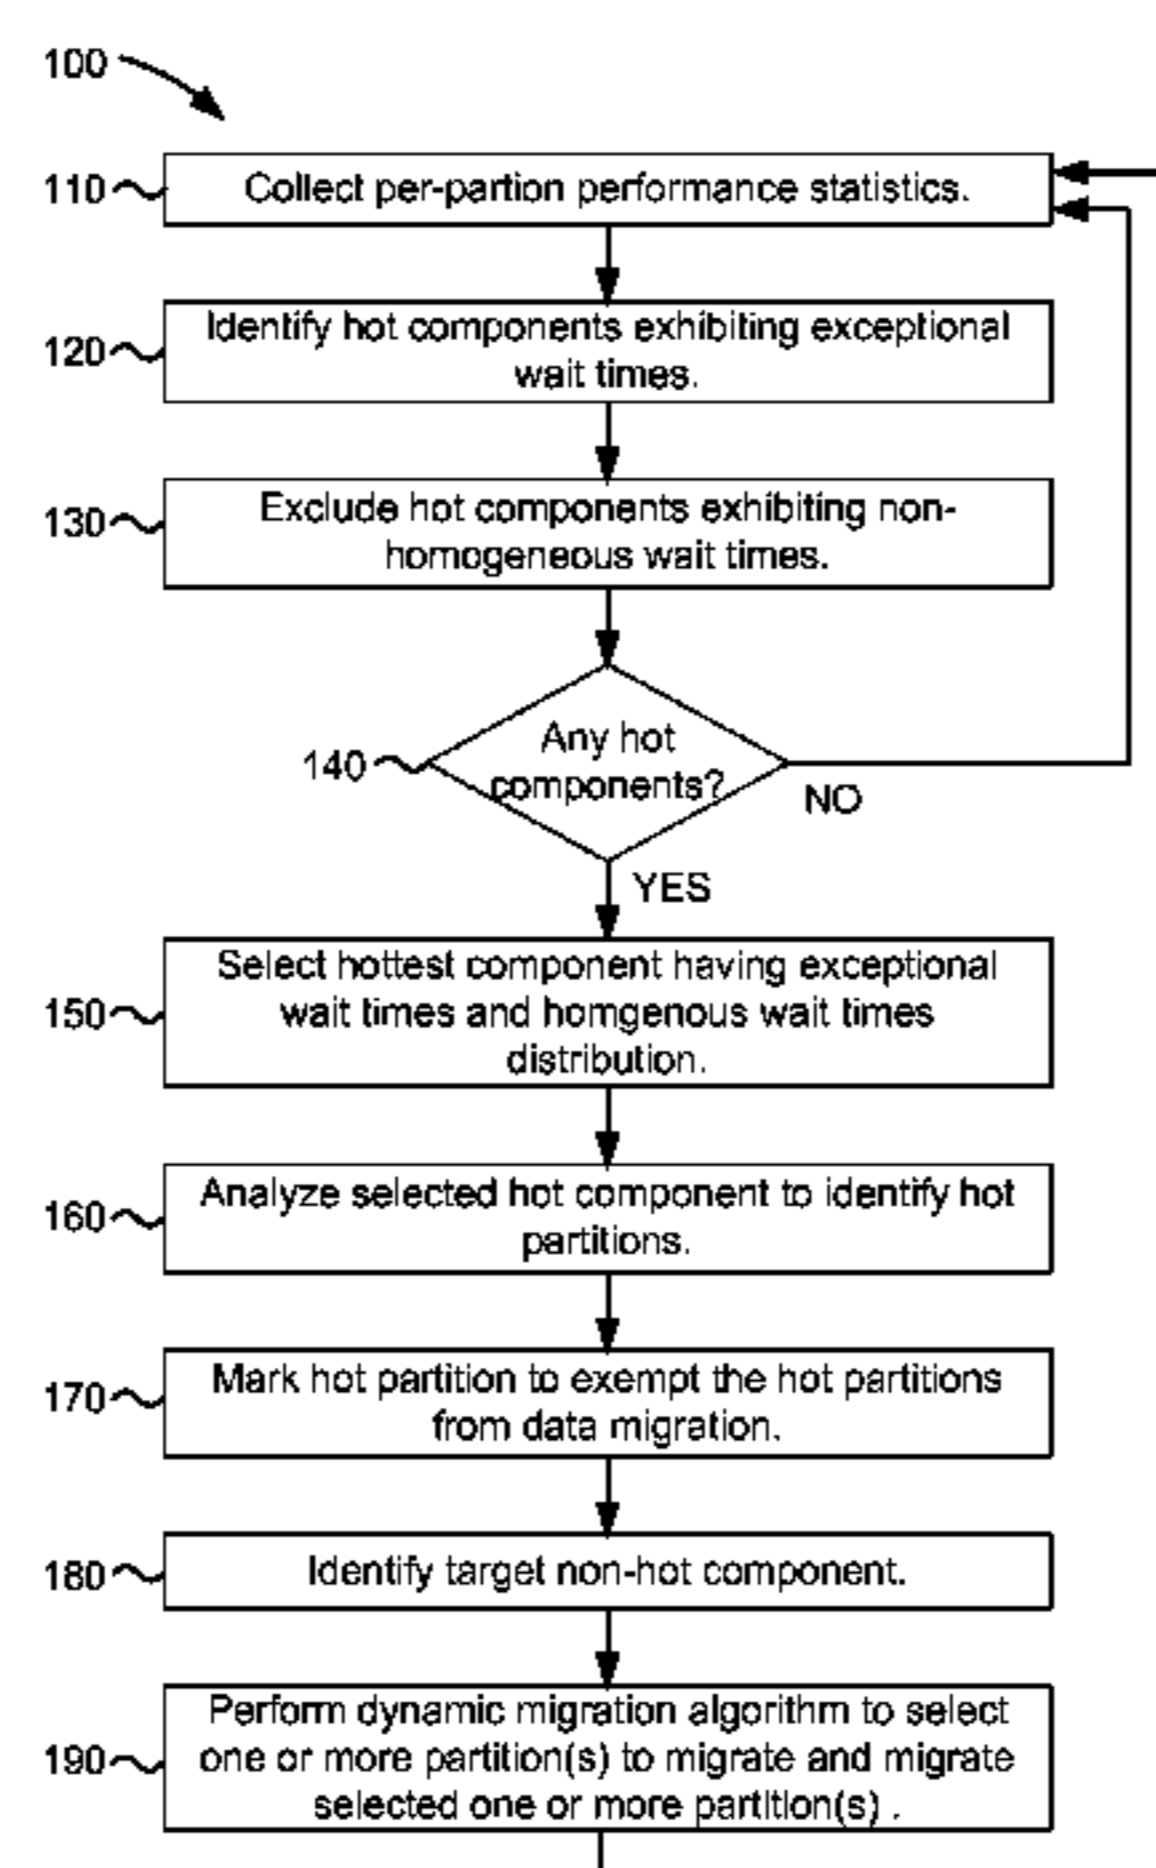 100
110
Collect per-partion performance statistics.
120
Identify hot components exhibiting exceptional
wait times.
130
Exclude hot components exhibiting non-
homogeneous wait times.
140
Any hot
components?
NO
YES
150
Select hottest component having exceptional
wait times and homgenous wait times
distribution.
160
Analyze selected hot component to identify hot
partitions.
170
Mark hot partition to exempt the hot partitions
from data migration.
180
Identify target non-hot component.
190
Perform dynamic migration algorithm to select
one or more partition(s) to migrate and migrate
selected one or more partition(s) .